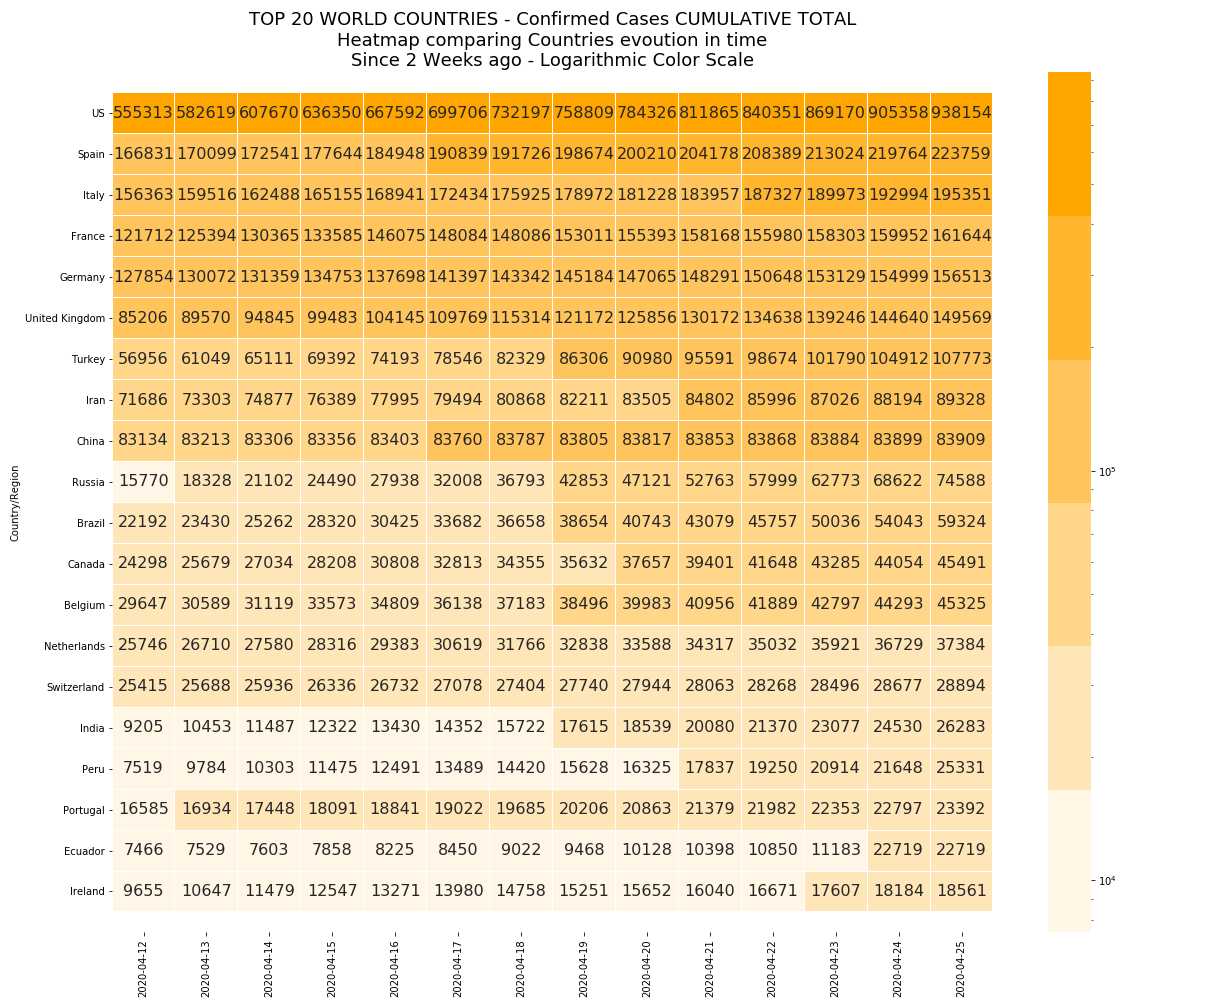 TOP 20 WORLD COUNTRIES - Confirmed Cases CUMULATIVE TOTAL
Heatmap comparing Countries evoution in time
Since 2 Weeks ago - Logarithmic Color Scale
US 555313 582619 607670 636350 667592 699706 732197 758809 784326 811865 840351 869170 905358 938154
Spain 166831 170099 172541 177644 184948 190839 191726 198674 200210 204178 208389 213024 219764 223759
Italy 156363 159516 162488 165155 168941 172434 175925 178972 181228 183957 187327 189973 192994 195351
France 121712 125394 130365 133585 146075 148084 148086 153011 155393 158168 155980 158303 159952 161644
Germany 127854 130072 131359 134753 137698 141397 143342 145184 147065 148291 150648 153129 154999 156513
United Kingdom 85206 89570 94845 99483 104145 109769 115314 121172 125856 130172 134638 139246 144640 149569
Turkey 56956 61049 65111 69392 74193 78546 82329 86306 90980 95591 98674 101790 104912 107773
Iran 71686 73303 74877 76389 77995 79494 80868 82211 83505 84802 85996 87026 88194 89328
China 83134 83213 83306 83356 83403 83760 83787 83805 83817 83853 83868 83884 83899 83909
Russia 15770 18328 21102 24490 27938 32008 36793 42853 47121 52763 57999 62773 68622 74588
Brazil 22192 23430 25262 28320 30425 33682 36658 38654 40743 43079 45757 50036 54043 59324
Canada 24298 25679 27034 28208 30808 32813 34355 35632 37657 39401 41648 43285 44054 45491
Belgium 29647 30589 31119 33573 34809 36138 37183 38496 39983 40956 41889 42797 44293 45325
Netherlands 25746 26710 27580 28316 29383 30619 31766 32838 33588 34317 35032 35921 36729 37384
Switzerland 25415 25688 25936 26336 26732 27078 27404 27740 27944 28063 28268 28496 28677 28894
India 9205 10453 11487 12322 13430 14352 15722 17615 18539 20080 21370 23077 24530 26283
Peru 7519 9784 10303 11475 12491 13489 14420 15628 16325 17837 19250 20914 21648 25331
Portugal 16585 16934 17448 18091 18841 19022 19685 20206 20863 21379 21982 22353 22797 23392
Ecuador 7466 7529 7603 7858 8225 8450 9022 9468 10128 10398 10850 11183 22719 22719
Ireland 9655 10647 11479 12547 13271 13980 14758 15251 15652 16040 16671 17607 18184 18561
2020-04-12 2020-04-13 2020-04-14 2020-04-15 2020-04-16 2020-04-17 2020-04-18 2020-04-19 2020-04-20 2020-04-21 2020-04-22 2020-04-23 2020-04-24 2020-04-25
Country/Region
10⁵
10⁴